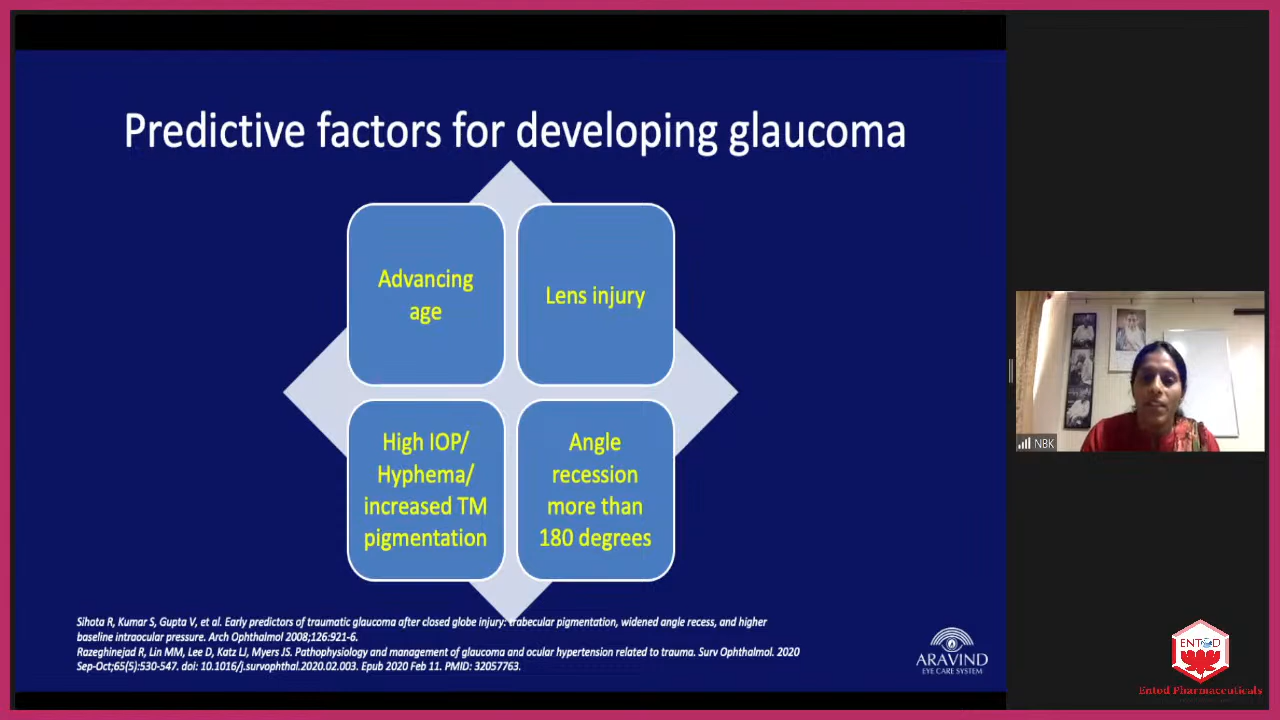 Predictive factors for developing glaucoma
Advancing
age
Lens injury
High IOP/
Hyphema/
increased TM
pigmentation
Angle
recession
more than
180 degrees
Sihota R, Kumar S, Gupta V, et al. Early predictors of traumatic glaucoma after closed globe injury: trabecular pigmentation, widened angle recess, and higher
baseline intraocular pressure. Arch Ophthalmol 2008;126:921-6.
Razeghinejad R, Lin MM, Lee D, Katz LJ, Myers JS. Pathophysiology and management of glaucoma and ocular hypertension related to trauma. Surv Ophthalmol. 2020
Sep-Oct;65(5):530-547. doi: 10.1016/j.survophthal.2020.02.003. Epub 2020 Feb 11. PMID: 32057763.
ARAVIND
EYE CARE SYSTEM
NBK
ENTOD
Entod Pharmaceuticals